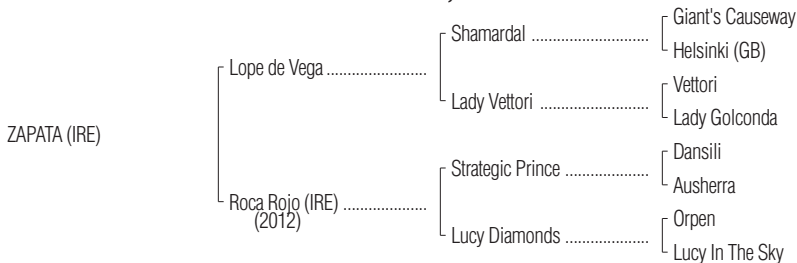 Giant's Causeway
Shamardal ................................
Helsinki (GB)
Lope de Vega .........................
Vettori
Lady Vettori .............................
Lady Golconda
ZAPATA (IRE)
Dansili
Strategic Prince ........................
Ausherra
Roca Rojo (IRE) .....................
(2012)
Orpen
Lucy Diamonds ........................
Lucy In The Sky